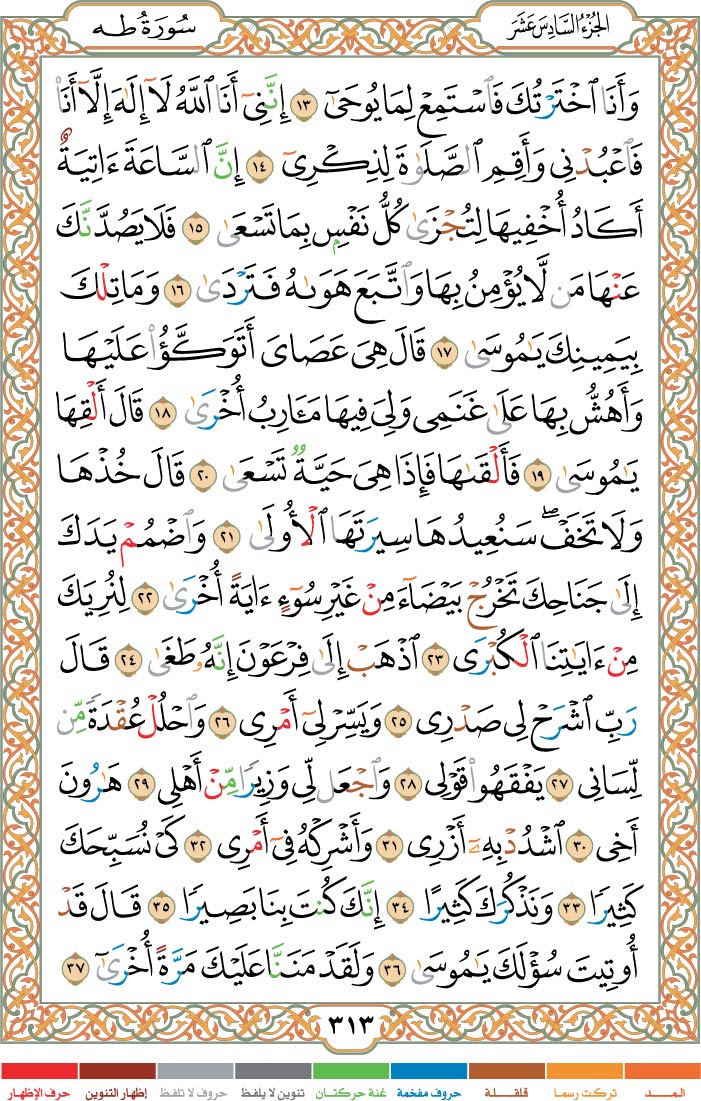 الجُزْءُ السَّادِسَ عَشَرَ
سُورَةُ طه
وَأَنَا ٱخْتَرْتُكَ فَٱسْتَمِعْ لِمَا يُوحَىٰٓ ١٣ إِنَّنِىٓ أَنَا ٱللَّهُ لَآ إِلَٰهَ إِلَّآ أَنَا۠
فَٱعْبُدْنِى وَأَقِمِ ٱلصَّلَوٰةَ لِذِكْرِىٓ ١٤ إِنَّ ٱلسَّاعَةَ ءَاتِيَةٌ
أَكَادُ أُخْفِيهَا لِتُجْزَىٰ كُلُّ نَفْسٍۭ بِمَا تَسْعَىٰ ١٥ فَلَا يَصُدَّنَّكَ
عَنْهَا مَن لَّا يُؤْمِنُ بِهَا وَٱتَّبَعَ هَوَىٰهُ فَتَرْدَىٰ ١٦ وَمَا تِلْكَ
بِيَمِينِكَ يَٰمُوسَىٰ ١٧ قَالَ هِىَ عَصَاىَ أَتَوَكَّؤُا۟ عَلَيْهَا
وَأَهُشُّ بِهَا عَلَىٰ غَنَمِى وَلِىَ فِيهَا مَـَٔارِبُ أُخْرَىٰ ١٨ قَالَ أَلْقِهَا
يَٰمُوسَىٰ ١٩ فَأَلْقَىٰهَا فَإِذَا هِىَ حَيَّةٌ تَسْعَىٰ ٢٠ قَالَ خُذْهَا
وَلَا تَخَفْ ۖ سَنُعِيدُهَا سِيرَتَهَا ٱلْأُولَىٰ ٢١ وَٱضْمُمْ يَدَكَ
إِلَىٰ جَنَاحِكَ تَخْرُجْ بَيْضَآءَ مِنْ غَيْرِ سُوٓءٍ ءَايَةً أُخْرَىٰ ٢٢ لِنُرِيَكَ
مِنْ ءَايَٰتِنَا ٱلْكُبْرَى ٢٣ ٱذْهَبْ إِلَىٰ فِرْعَوْنَ إِنَّهُۥ طَغَىٰ ٢٤ قَالَ
رَبِّ ٱشْرَحْ لِى صَدْرِى ٢٥ وَيَسِّرْ لِىٓ أَمْرِى ٢٦ وَٱحْلُلْ عُقْدَةً مِّن
لِّسَانِى ٢٧ يَفْقَهُوا۟ قَوْلِى ٢٨ وَٱجْعَل لِّى وَزِيرًا مِّنْ أَهْلِى ٢٩ هَٰرُونَ
أَخِى ٣٠ ٱشْدُدْ بِهِۦٓ أَزْرِى ٣١ وَأَشْرِكْهُ فِىٓ أَمْرِى ٣٢ كَىْ نُسَبِّحَكَ
كَثِيرًا ٣٣ وَنَذْكُرَكَ كَثِيرًا ٣٤ إِنَّكَ كُنتَ بِنَا بَصِيرًا ٣٥ قَالَ قَدْ
أُوتِيتَ سُؤْلَكَ يَٰمُوسَىٰ ٣٦ وَلَقَدْ مَنَنَّا عَلَيْكَ مَرَّةً أُخْرَىٰٓ ٣٧
٣١٣
المــد
تركت رسما
قلقلة
حروف مفخمة
غنة حركتان
تنوين لا يلفظ
حروف لا تلفظ
إظهار التنوين
حرف الإظهار